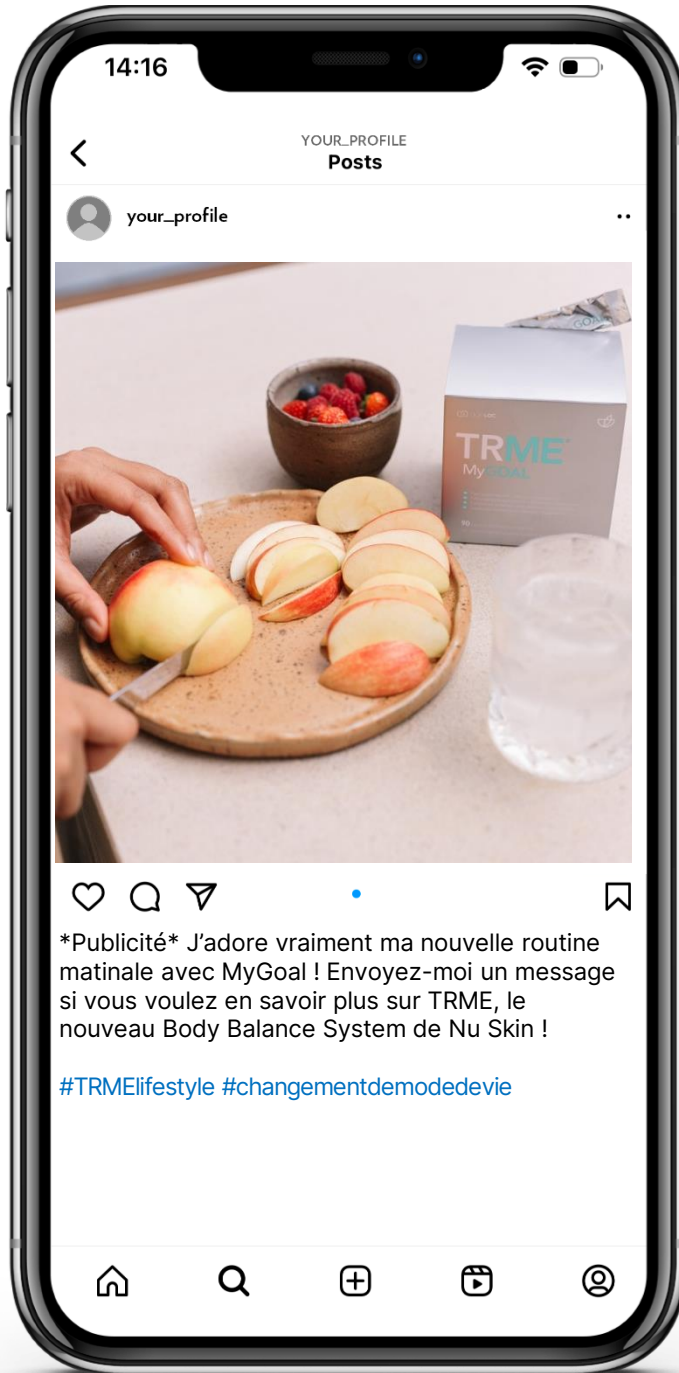 14:16
YOUR_PROFILE
Posts
your_profile
GOAL
TRME
MyGOAL
90
*Publicité* J’adore vraiment ma nouvelle routine
matinale avec MyGoal ! Envoyez-moi un message
si vous voulez en savoir plus sur TRME, le
nouveau Body Balance System de Nu Skin !
#TRMElifestyle #changementdemodedevie